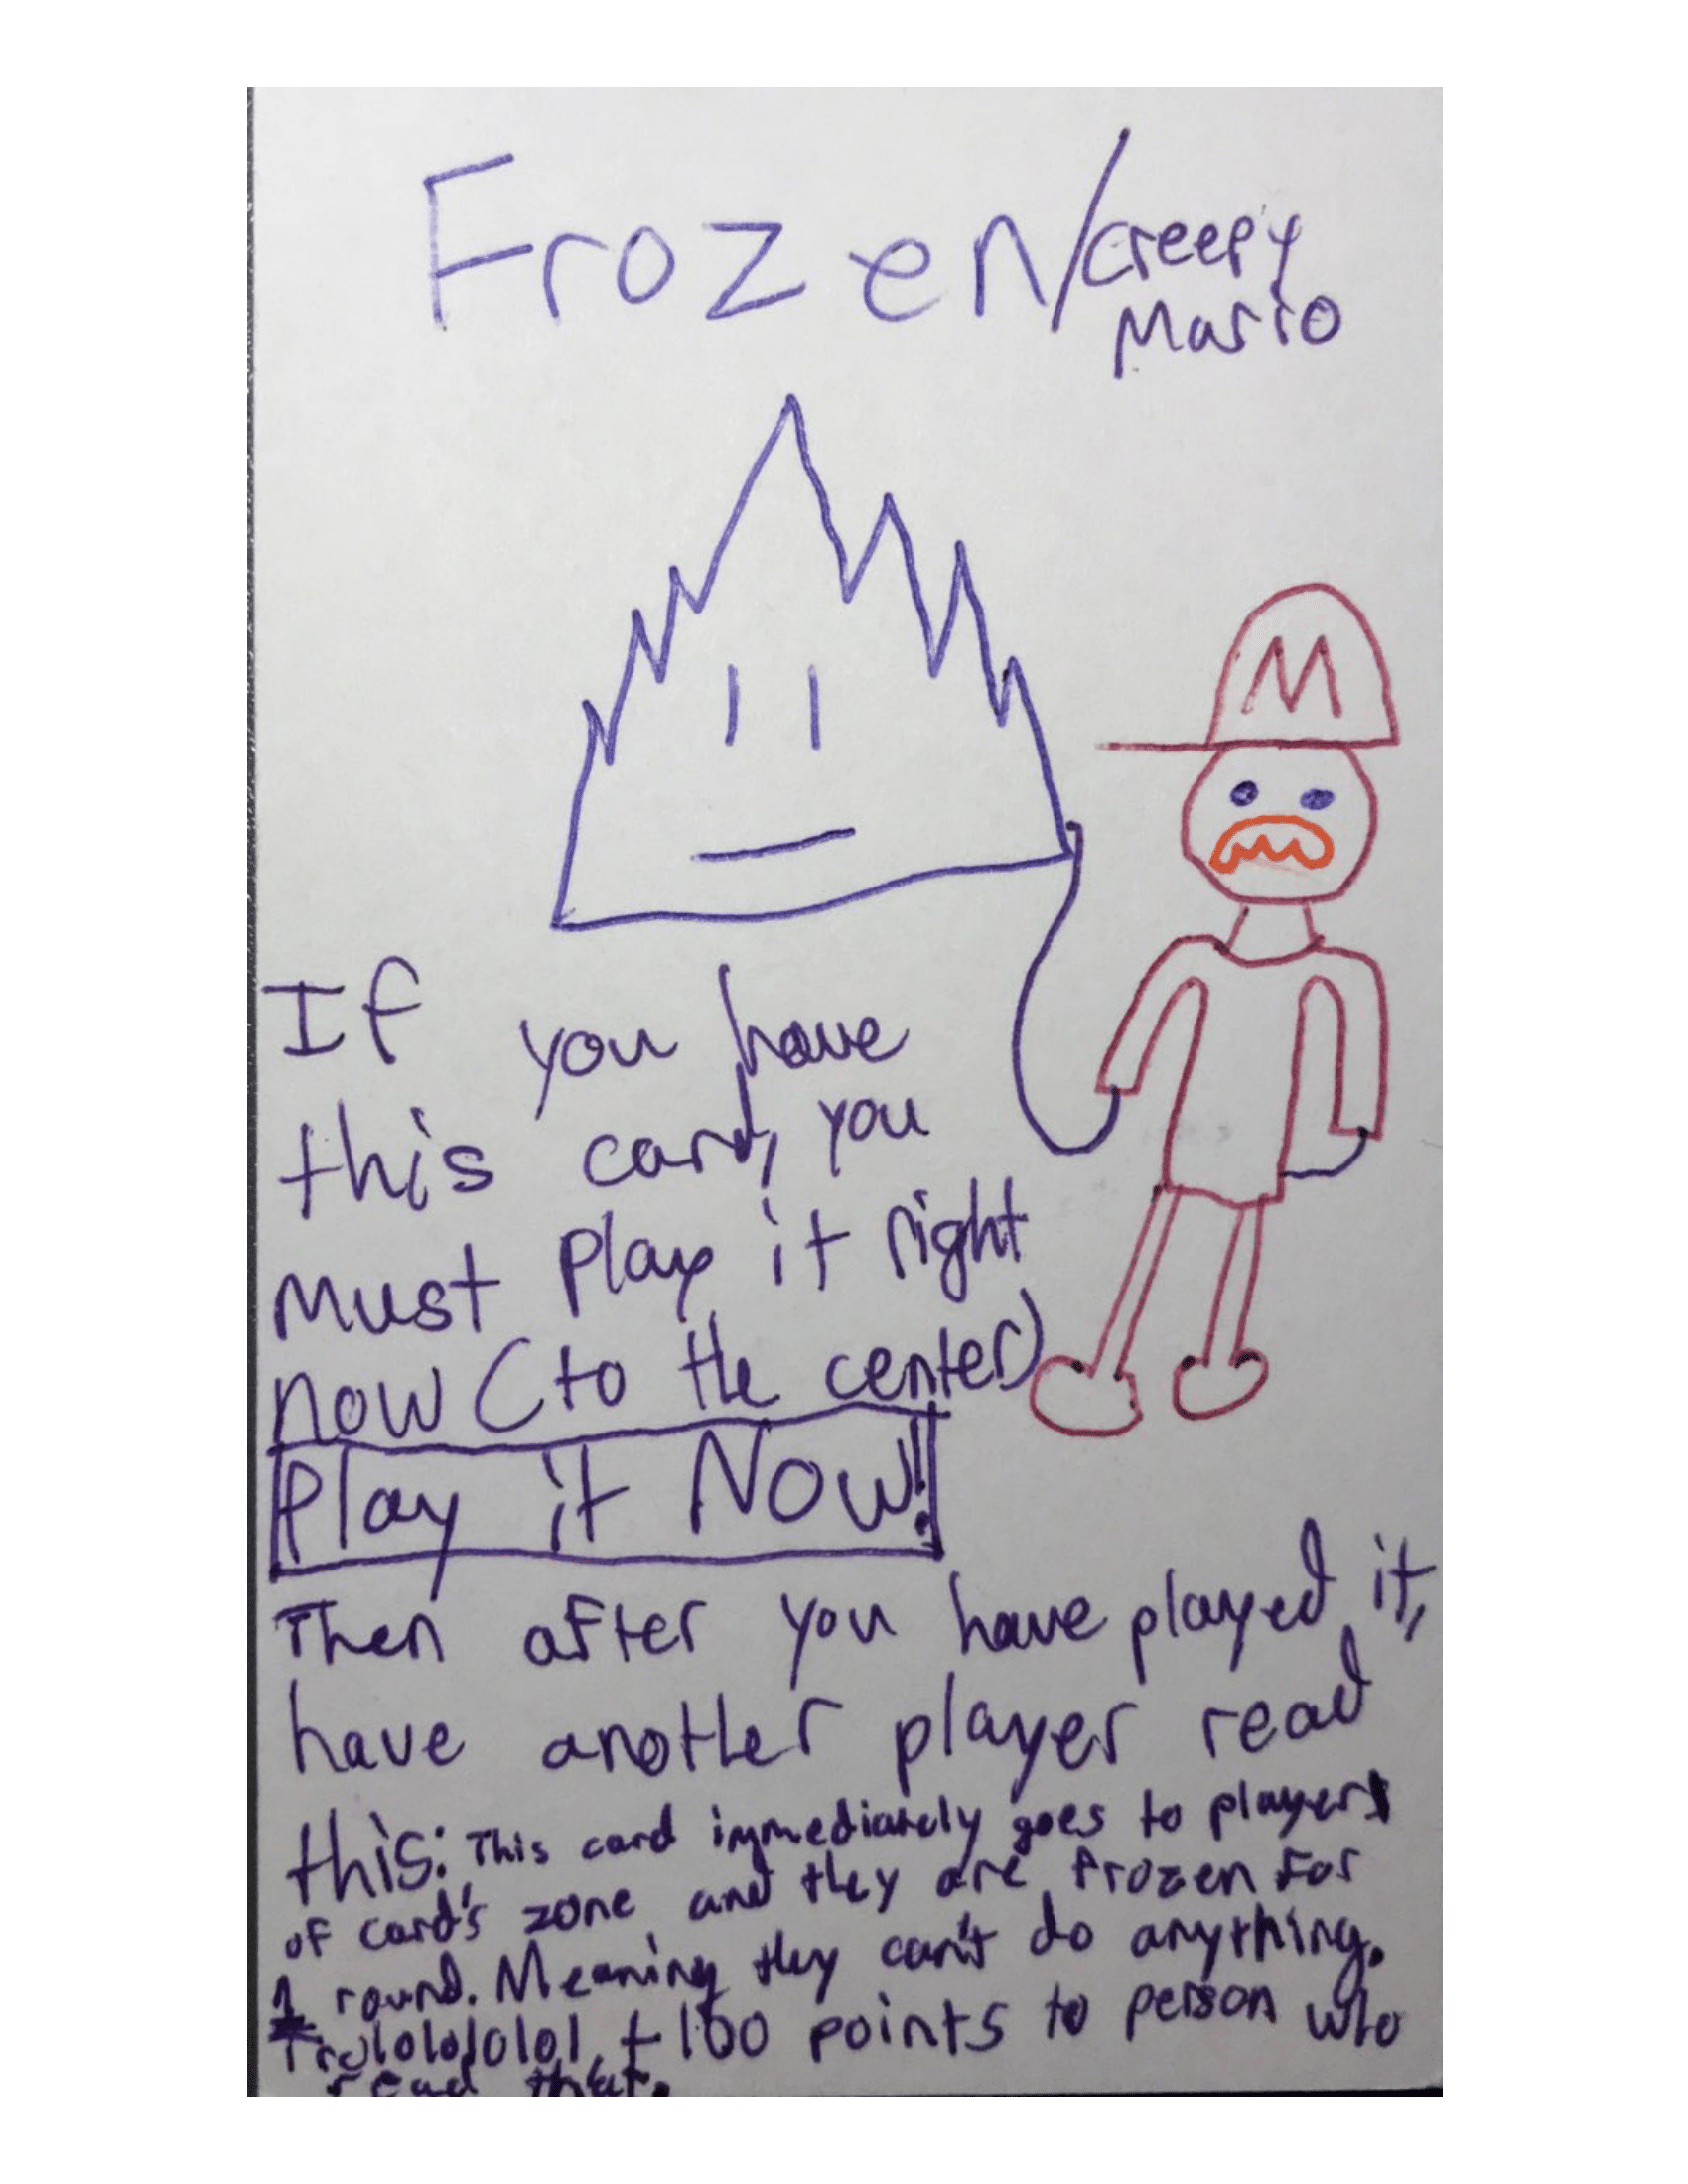 Frozen/creepy
Mario
M
If you have
this card, you
must play it right
now (to the center)
Play it Now!
Then after you have played it,
have another player read
this: This card immediately goes to players
of card's zone and they are frozen for
1 round. Meaning they can't do anything.
Trolololololol + 100 points to person who
read that.